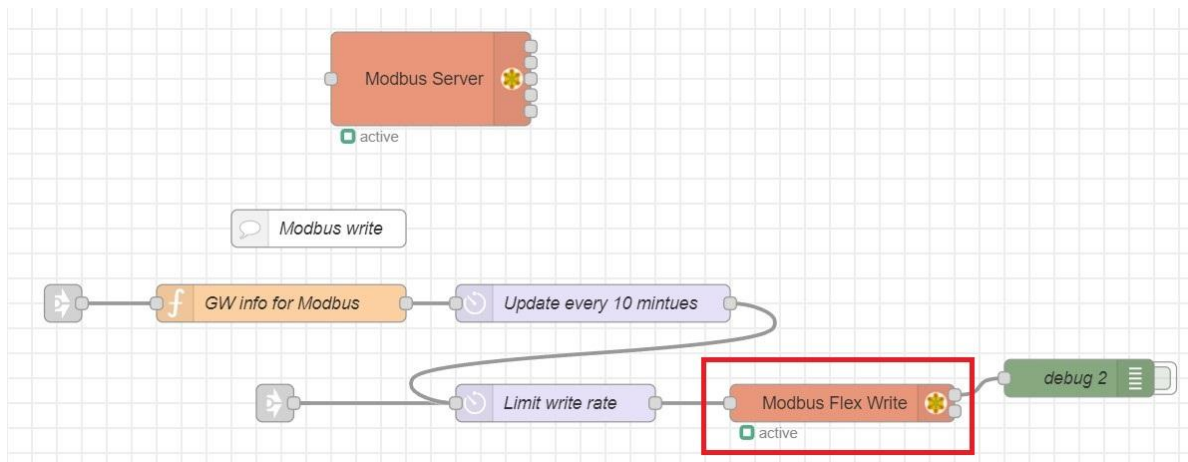 Modbus Server
active
Modbus write
GW info for Modbus
Update every 10 mintues
Limit write rate
Modbus Flex Write
active
debug 2